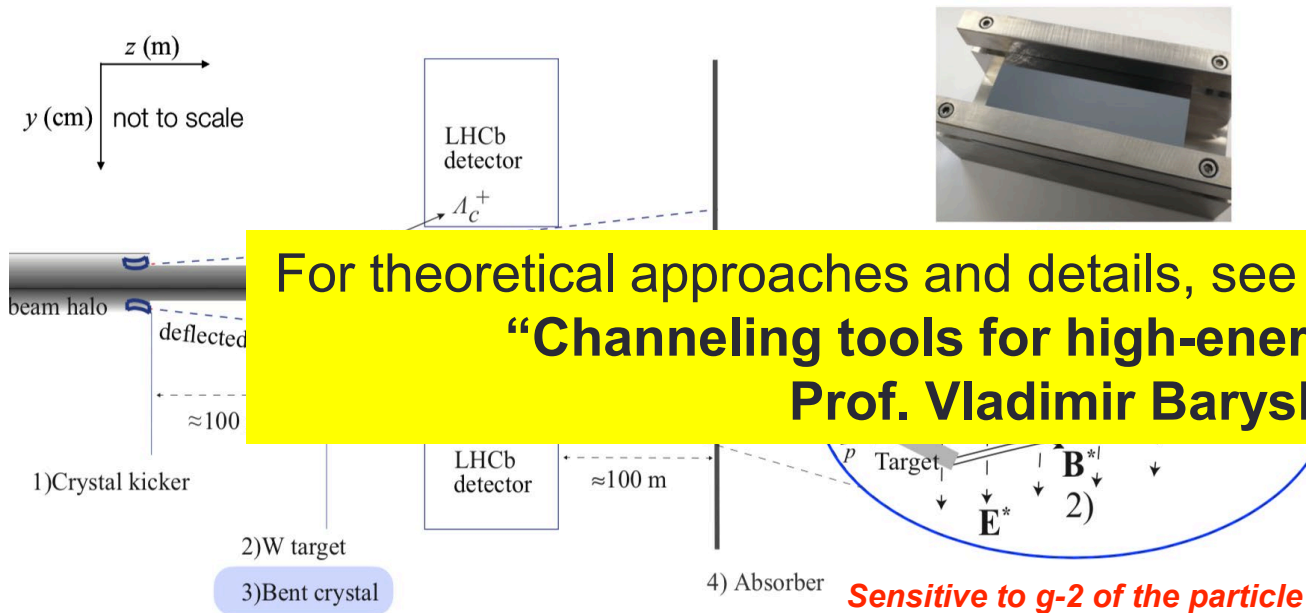 z (m)
y (cm)
not to scale
LHCb
detector
Λc+
beam halo
deflected
For theoretical approaches and details, see
“Channeling tools for high-ener
Prof. Vladimir Barysl
≈100
1)Crystal kicker
2)W target
3)Bent crystal
LHCb
detector
≈100 m
4) Absorber
p
Target
E*
B*
2)
Sensitive to g-2 of the particle